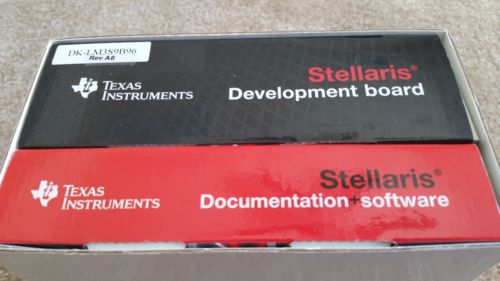 DK-LM3S9B96
Rev A8
TEXAS
INSTRUMENTS
Stellaris®
Development board
TEXAS
INSTRUMENTS
Stellaris®
Documentation+software